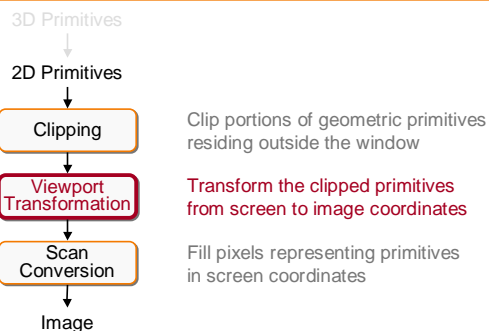 3D Primitives
2D Primitives
Clipping
Clip portions of geometric primitives
residing outside the window
Viewport
Transformation
Transform the clipped primitives
from screen to image coordinates
Scan
Conversion
Fill pixels representing primitives
in screen coordinates
Image